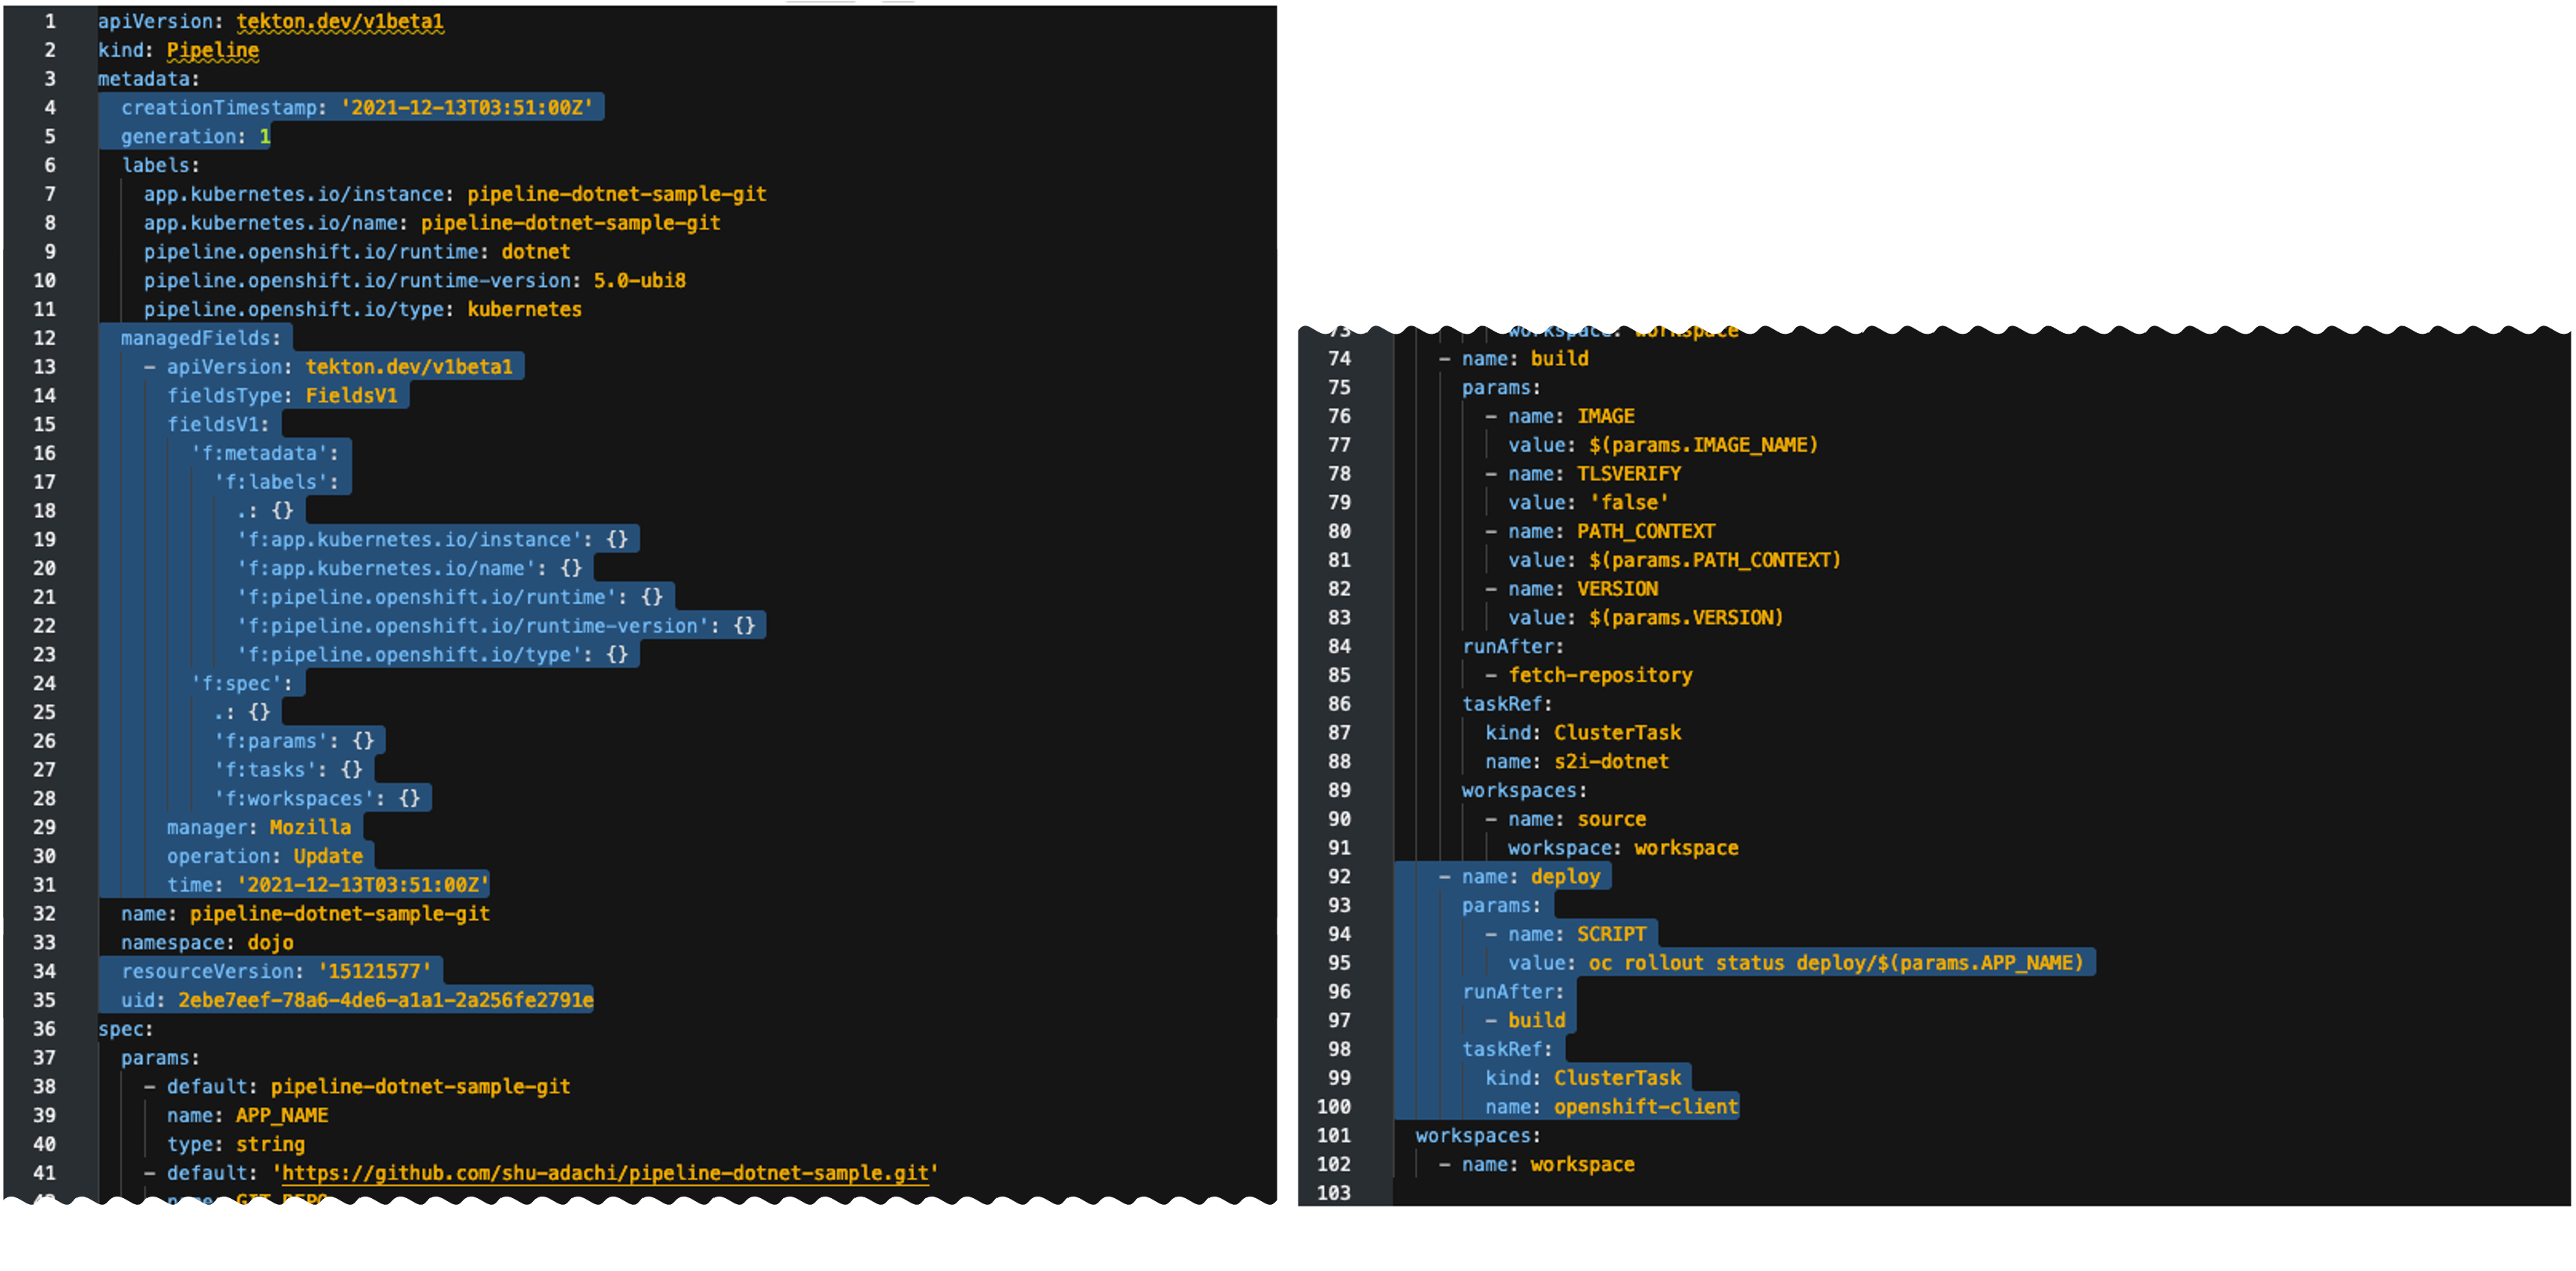 1 apiVersion: tekton.dev/v1beta1
2 kind: Pipeline
3 metadata:
4   creationTimestamp: '2021-12-13T03:51:00Z'
5   generation: 1
6   labels:
7     app.kubernetes.io/instance: pipeline-dotnet-sample-git
8     app.kubernetes.io/name: pipeline-dotnet-sample-git
9     pipeline.openshift.io/runtime: dotnet
10     pipeline.openshift.io/runtime-version: 5.0-ubi8
11     pipeline.openshift.io/type: kubernetes
12   managedFields:
13     - apiVersion: tekton.dev/v1beta1
14       fieldsType: FieldsV1
15       fieldsV1:
16         'f:metadata':
17           'f:labels':
18             .: {}
19             'f:app.kubernetes.io/instance': {}
20             'f:app.kubernetes.io/name': {}
21             'f:pipeline.openshift.io/runtime': {}
22             'f:pipeline.openshift.io/runtime-version': {}
23             'f:pipeline.openshift.io/type': {}
24         'f:spec':
25           .: {}
26           'f:params': {}
27           'f:tasks': {}
28           'f:workspaces': {}
29       manager: Mozilla
30       operation: Update
31       time: '2021-12-13T03:51:00Z'
32   name: pipeline-dotnet-sample-git
33   namespace: dojo
34   resourceVersion: '15121577'
35   uid: 2ebe7eef-78a6-4de6-a1a1-2a256fe2791e
36 spec:
37   params:
38     - default: pipeline-dotnet-sample-git
39       name: APP_NAME
40       type: string
41     - default: 'https://github.com/shu-adachi/pipeline-dotnet-sample.git'
42       name: GIT_REPO
73           workspace: workspace
74     - name: build
75       params:
76         - name: IMAGE
77           value: $(params.IMAGE_NAME)
78         - name: TLSVERIFY
79           value: 'false'
80         - name: PATH_CONTEXT
81           value: $(params.PATH_CONTEXT)
82         - name: VERSION
83           value: $(params.VERSION)
84       runAfter:
85         - fetch-repository
86       taskRef:
87         kind: ClusterTask
88         name: s2i-dotnet
89       workspaces:
90         - name: source
91           workspace: workspace
92     - name: deploy
93       params:
94         - name: SCRIPT
95           value: oc rollout status deploy/$(params.APP_NAME)
96       runAfter:
97         - build
98       taskRef:
99         kind: ClusterTask
100         name: openshift-client
101   workspaces:
102     - name: workspace
103